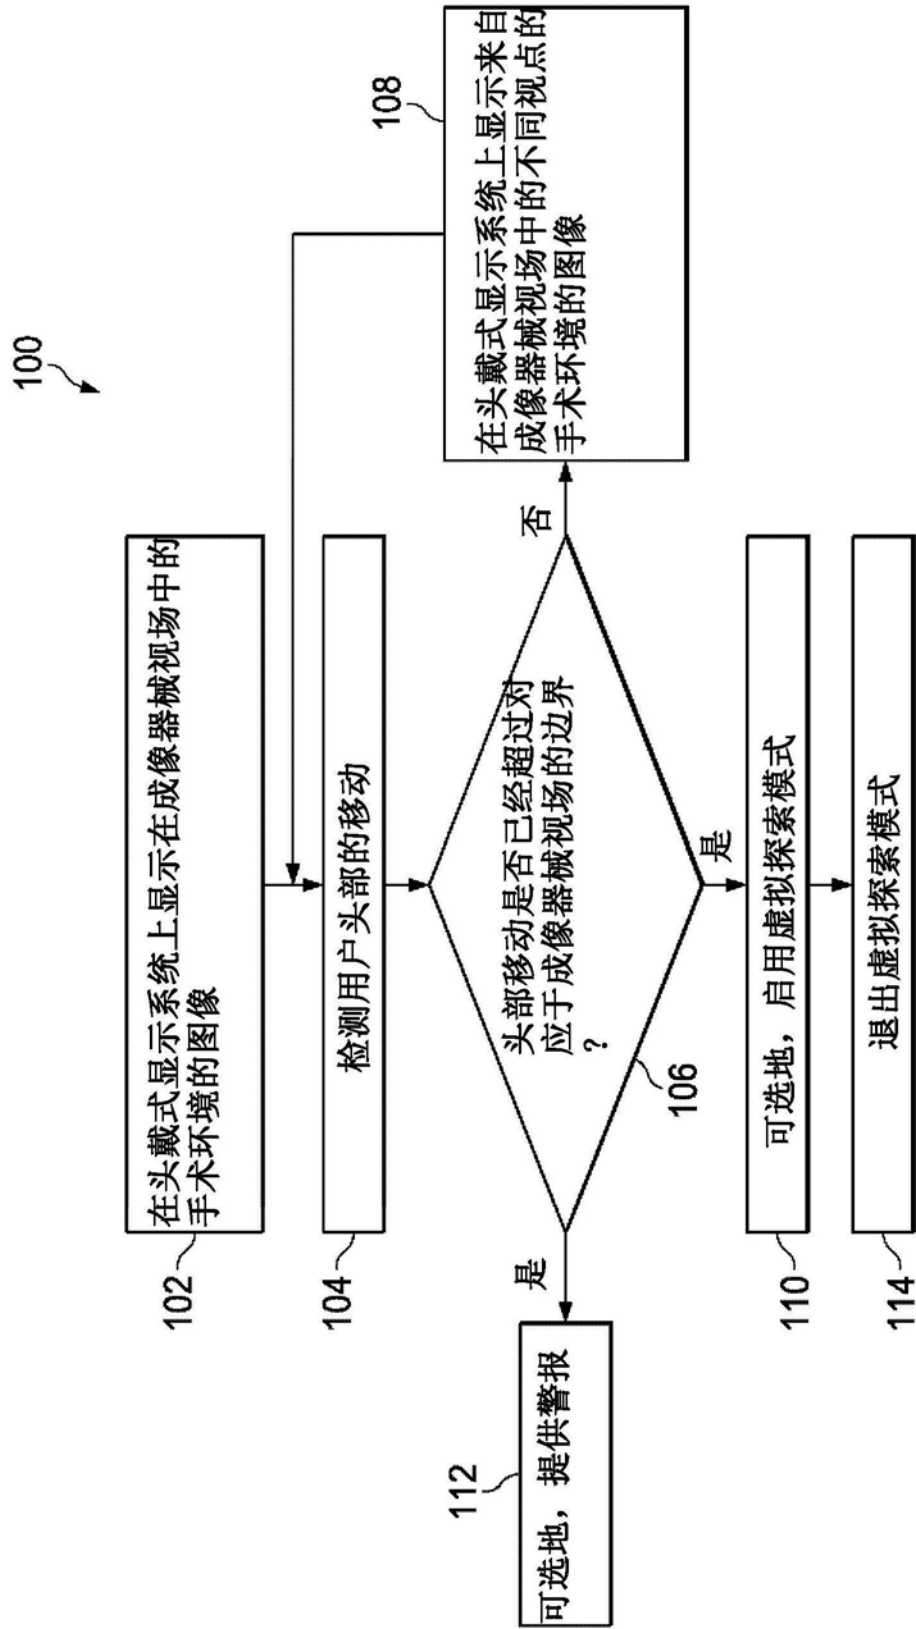 100
在头戴式显示系统上显示在成像器械视场中的
手术环境的图像
102
检测用户头部的移动
104
头部移动是否已经超过对
应于成像器械视场的边界
？
106
否
在头戴式显示系统上显示来自
成像器械视场中的不同视点的
手术环境的图像
108
是
可选地，提供警报
112
是
可选地，启用虚拟探索模式
110
退出虚拟探索模式
114